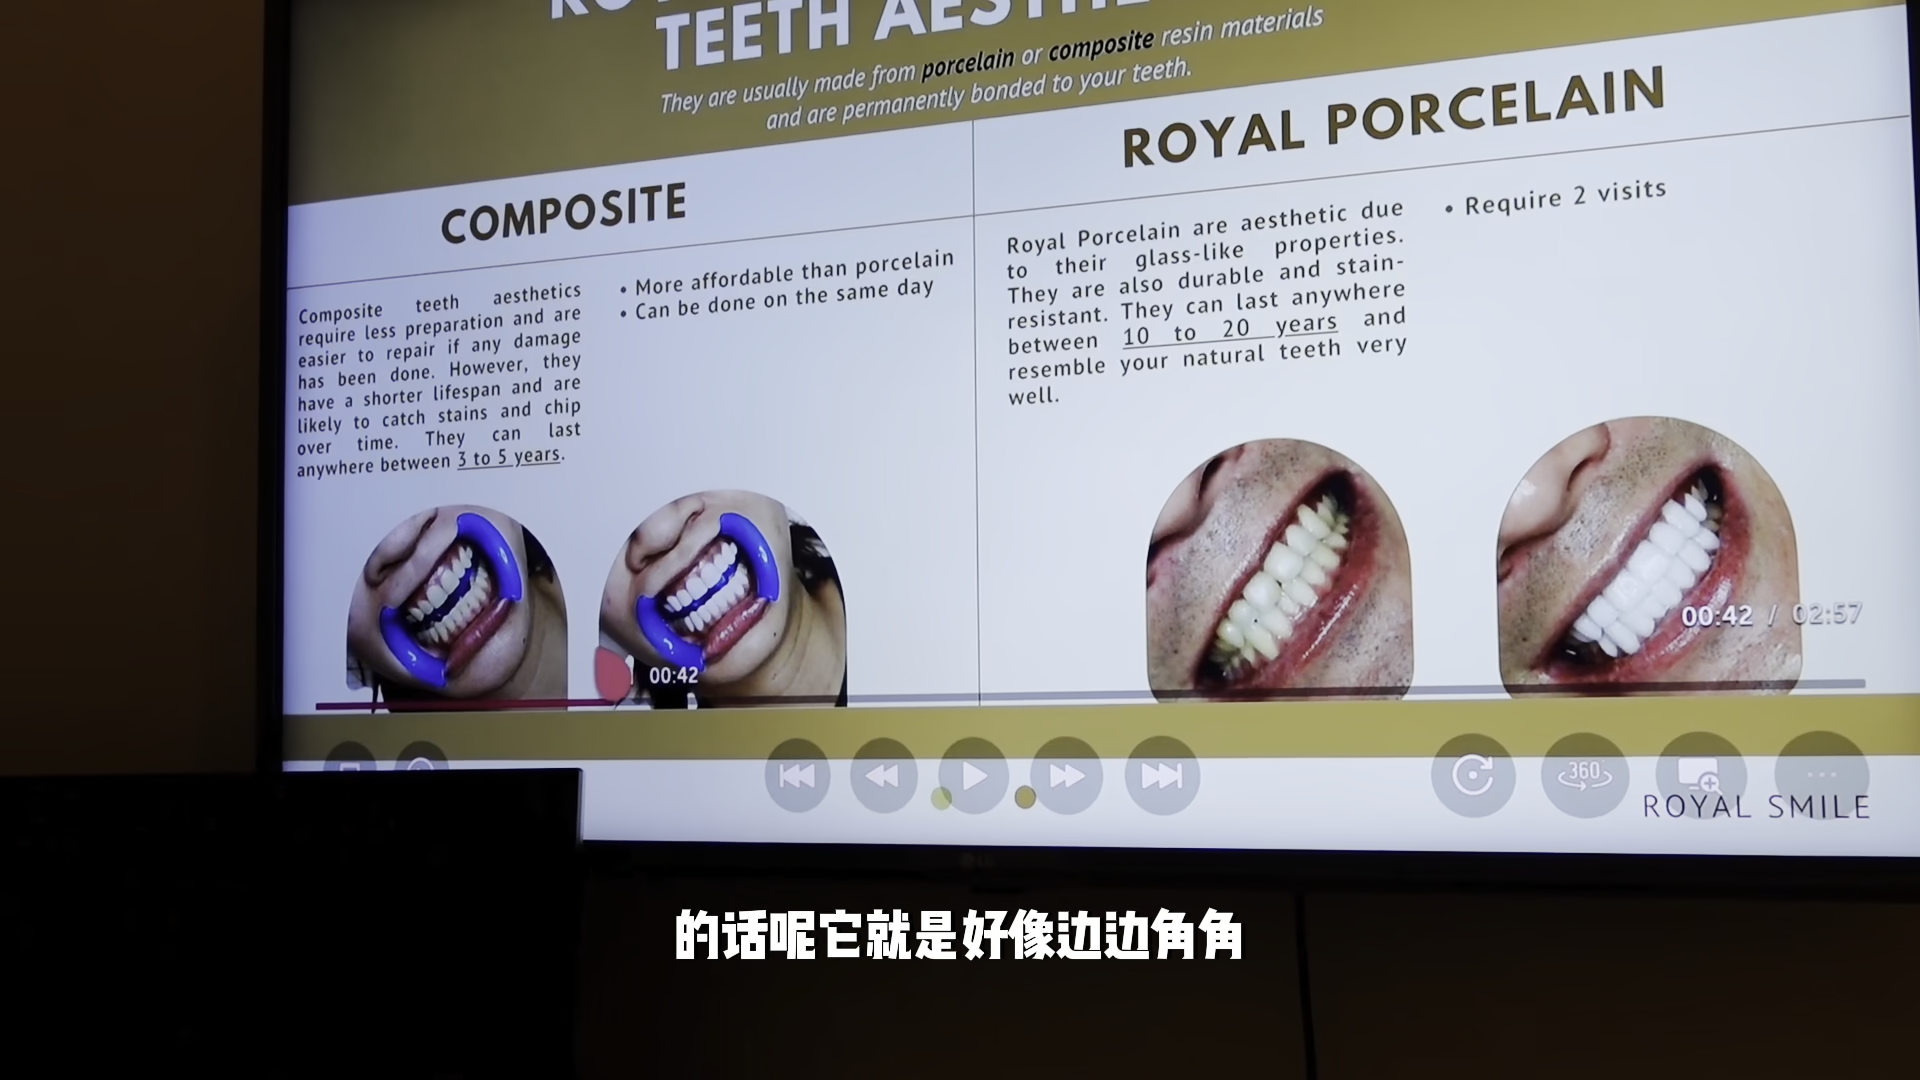 TEETH
They are usually made from porcelain or composite resin materials
and are permanently bonded to your teeth.
COMPOSITE
Composite teeth aesthetics
require less preparation and are
easier to repair if any damage
has been done. However, they
have a shorter lifespan and are
likely to catch stains and chip
over time. They can last
anywhere between 3 to 5 years.
• More affordable than porcelain
• Can be done on the same day
ROYAL PORCELAIN
Royal Porcelain are aesthetic due
to their glass-like properties.
They are also durable and stain-
resistant. They can last anywhere
between 10 to 20 years and
resemble your natural teeth very
well.
• Require 2 visits
00:42 / 02:57
00:42
360
ROYAL SMILE
的话呢它就是好像边边角角